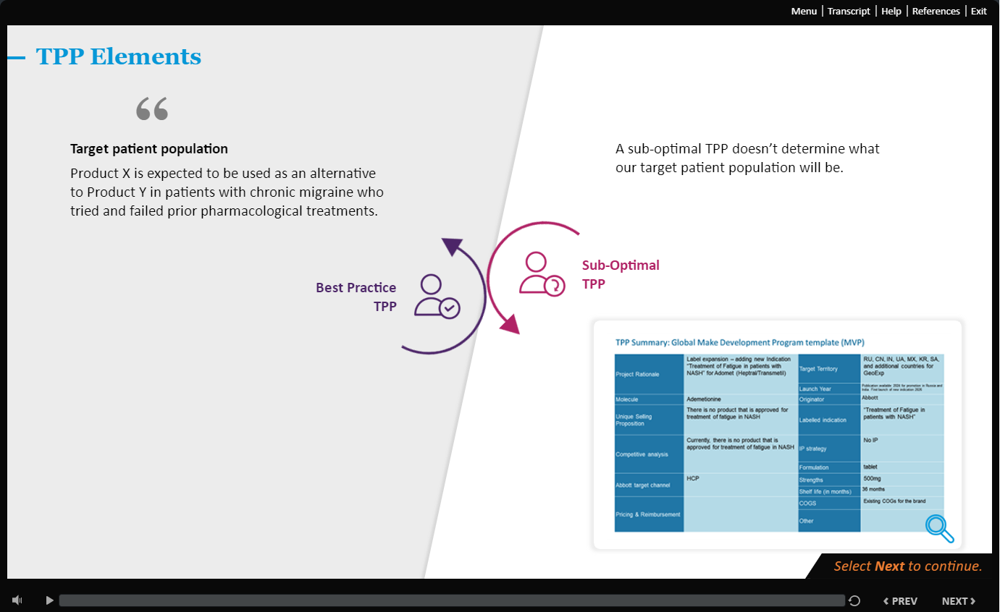 Menu | Transcript | Help | References | Exit
TPP Elements
“
Target patient population
Product X is expected to be used as an alternative
to Product Y in patients with chronic migraine who
tried and failed prior pharmacological treatments.
A sub-optimal TPP doesn’t determine what
our target patient population will be.
Best Practice
TPP
Sub-Optimal
TPP
TPP Summary: Global Make Development Program template (MVP)
Project Rationale
Label expansion – adding new Indication
“Treatment of Fatigue in patients with
NASH” for Adomet (Heptral/Transmetil)
Target Territory
RU, CN, IN, UA, MX, KR, SA,
and additional countries for
GeoExp
Launch Year
Publication available 2024 for promotion in Russia and
India. First launch of new indication 2026
Molecule
Ademetionine
Originator
Abbott
Unique Selling
Proposition
There is no product that is approved for
treatment of fatigue in NASH
Labelled indication
“Treatment of Fatigue in
patients with NASH”
Competitive analysis
Currently, there is no product that is
approved for treatment of fatigue in NASH
IP strategy
No IP
Formulation
tablet
Abbott target channel
HCP
Strengths
500mg
Shelf life (in months)
36 months
Pricing & Reimbursement
COGS
Existing COGs for the brand
Other
Select Next to continue.
PREV
NEXT